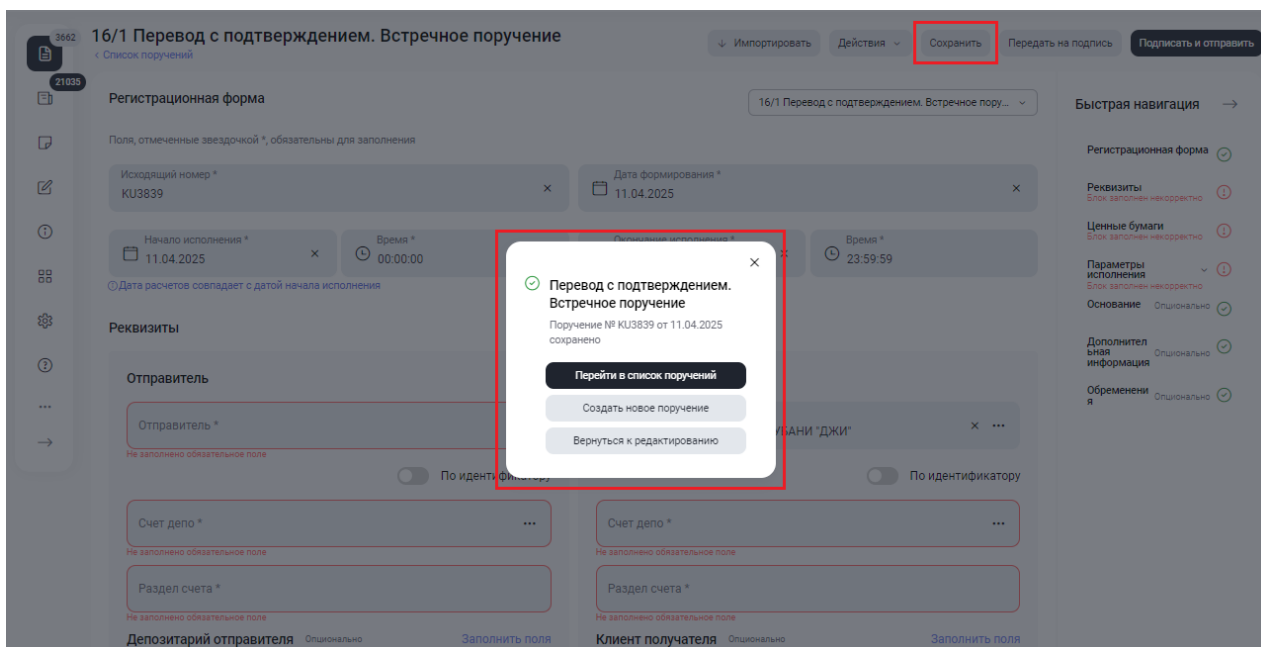 3662
16/1 Перевод с подтверждением. Встречное поручение
‹ Список поручений
Импортировать
Действия
Сохранить
Передать на подпись
Подписать и отправить
21035
Регистрационная форма
16/1 Перевод с подтверждением. Встречное пору...
Быстрая навигация
Поля, отмеченные звездочкой *, обязательны для заполнения
Исходящий номер *
KU3839
Дата формирования *
11.04.2025
Начало исполнения *
11.04.2025
Время *
00:00:00
Окончание исполнения *
Время *
23:59:59
Дата расчетов совпадает с датой начала исполнения
Реквизиты
Отправитель
Отправитель *
Не заполнено обязательное поле
УБАНИ "ДЖИ"
По идентификатору
По идентификатору
Счет депо *
Не заполнено обязательное поле
Счет депо *
Не заполнено обязательное поле
Раздел счета *
Не заполнено обязательное поле
Раздел счета *
Не заполнено обязательное поле
Депозитарий отправителя Опционально Заполнить поля
Клиент получателя Опционально Заполнить поля
Перевод с подтверждением.
Встречное поручение
Поручение № KU3839 от 11.04.2025
сохранено
Перейти в список поручений
Создать новое поручение
Вернуться к редактированию
Регистрационная форма
Реквизиты
Блок заполнен некорректно
Ценные бумаги
Блок заполнен некорректно
Параметры
исполнения
Блок заполнен некорректно
Основание Опционально
Дополнител
ьная Опционально
информация
Обременени
я Опционально